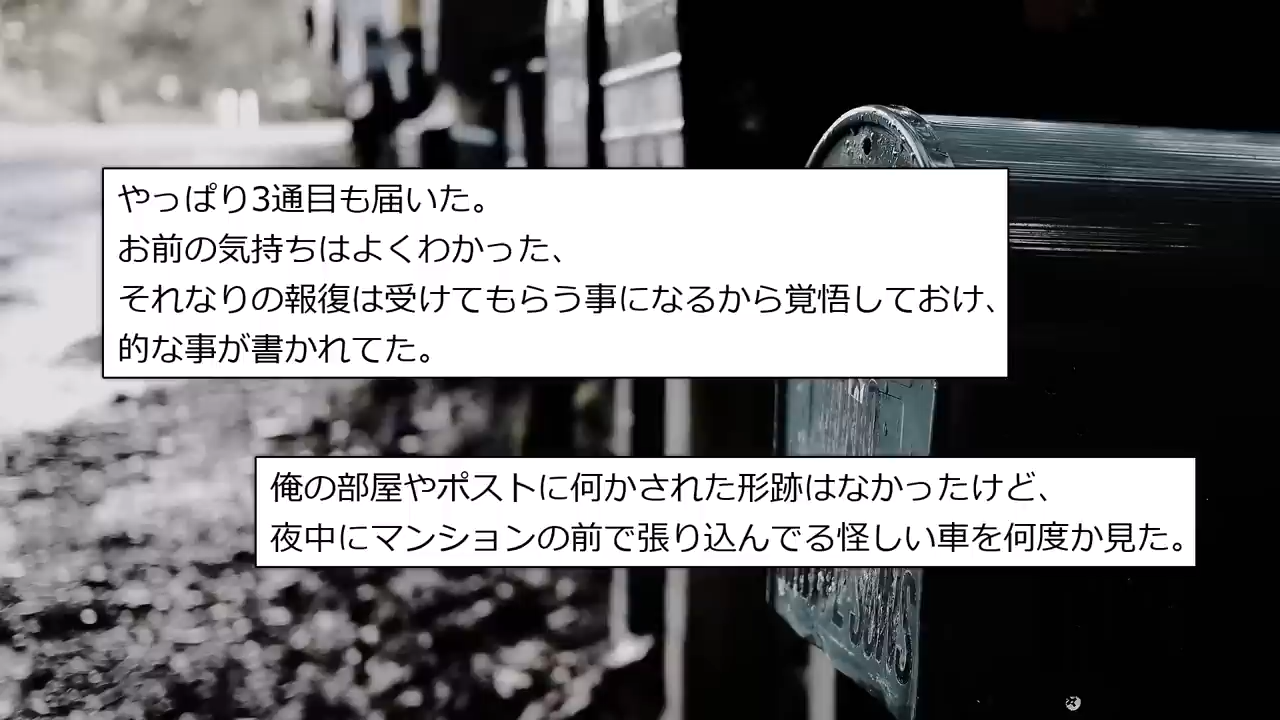 やっぱり3通目も届いた。
お前の気持ちはよくわかった、
それなりの報復は受けてもらう事になるから覚悟しておけ、
的な事が書かれてた。
俺の部屋やポストに何かされた形跡はなかったけど、
夜中にマンションの前で張り込んでる怪しい車を何度か見た。